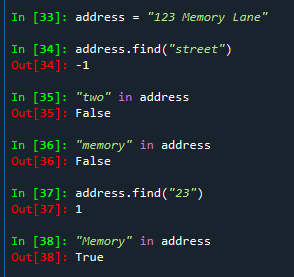 In [33]: address = "123 Memory Lane"
In [34]: address.find("street")
Out[34]: -1
In [35]: "two" in address
Out[35]: False
In [36]: "memory" in address
Out[36]: False
In [37]: address.find("23")
Out[37]: 1
In [38]: "Memory" in address
Out[38]: True